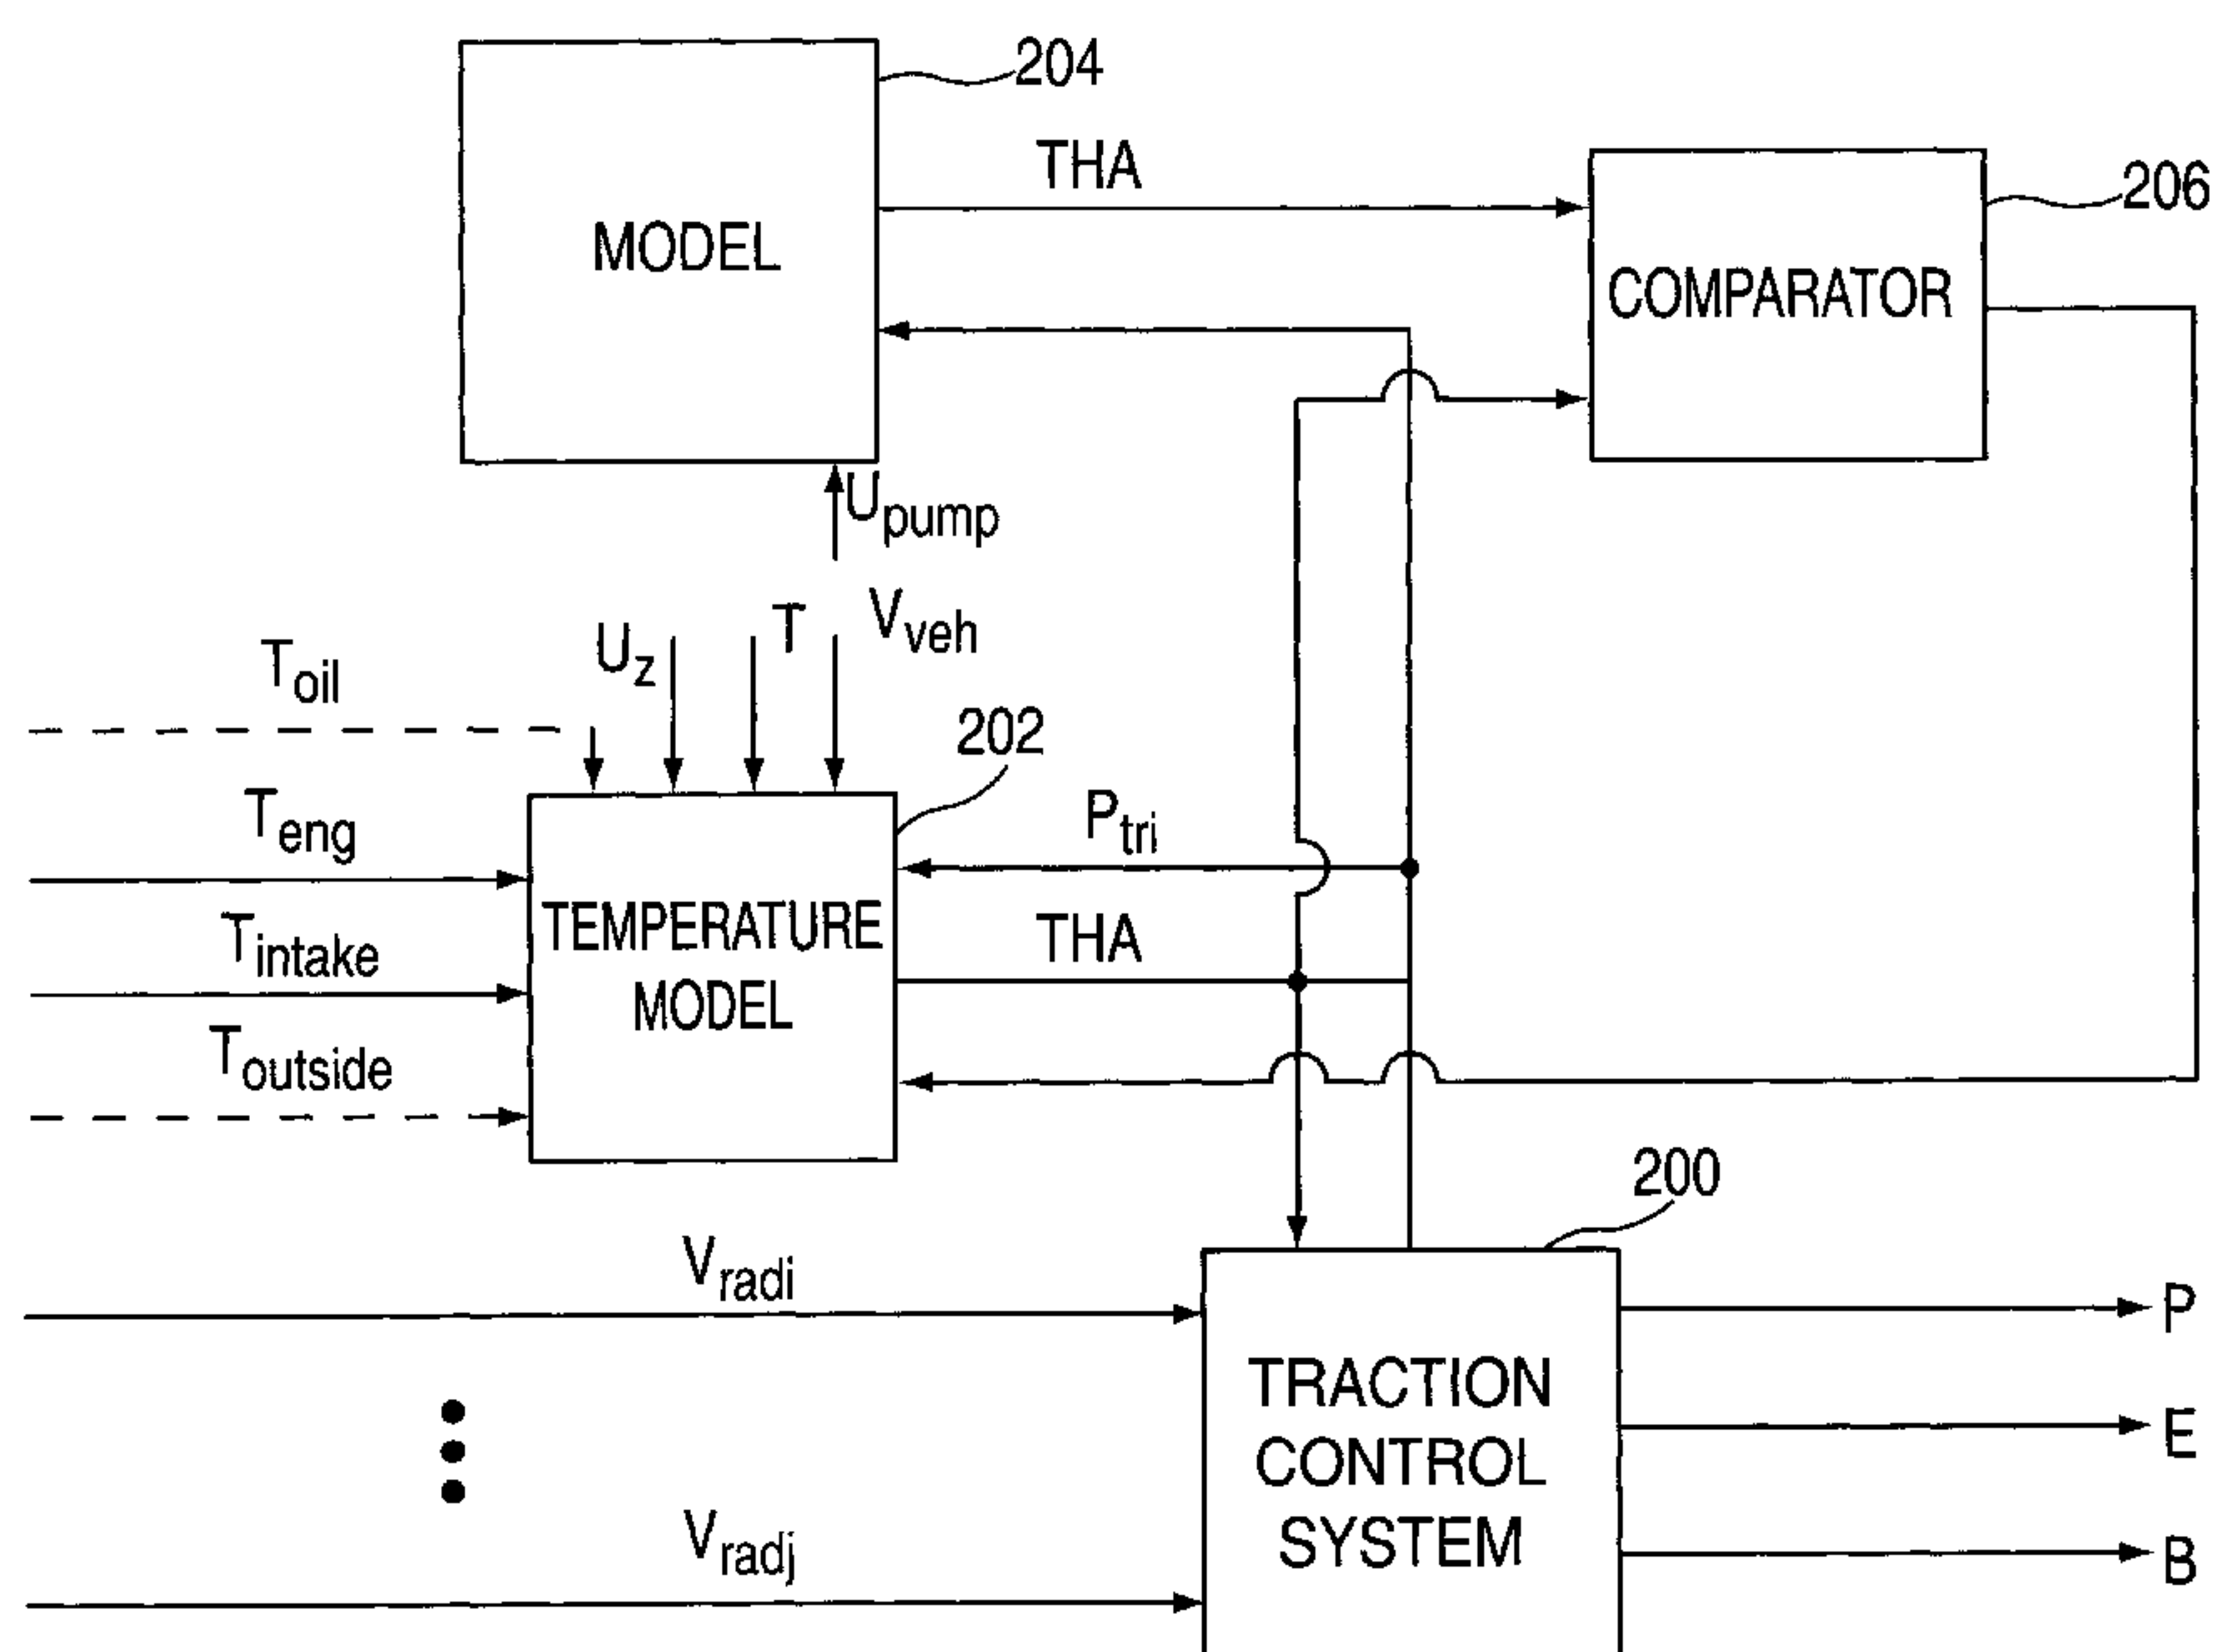 204
THA
206
MODEL
COMPARATOR
Upump
Vveh
T
Uz
Toil
202
Teng
Ptri
TEMPERATURE
MODEL
THA
Tintake
Toutside
200
Vradi
P
TRACTION
CONTROL
SYSTEM
E
Vradj
B